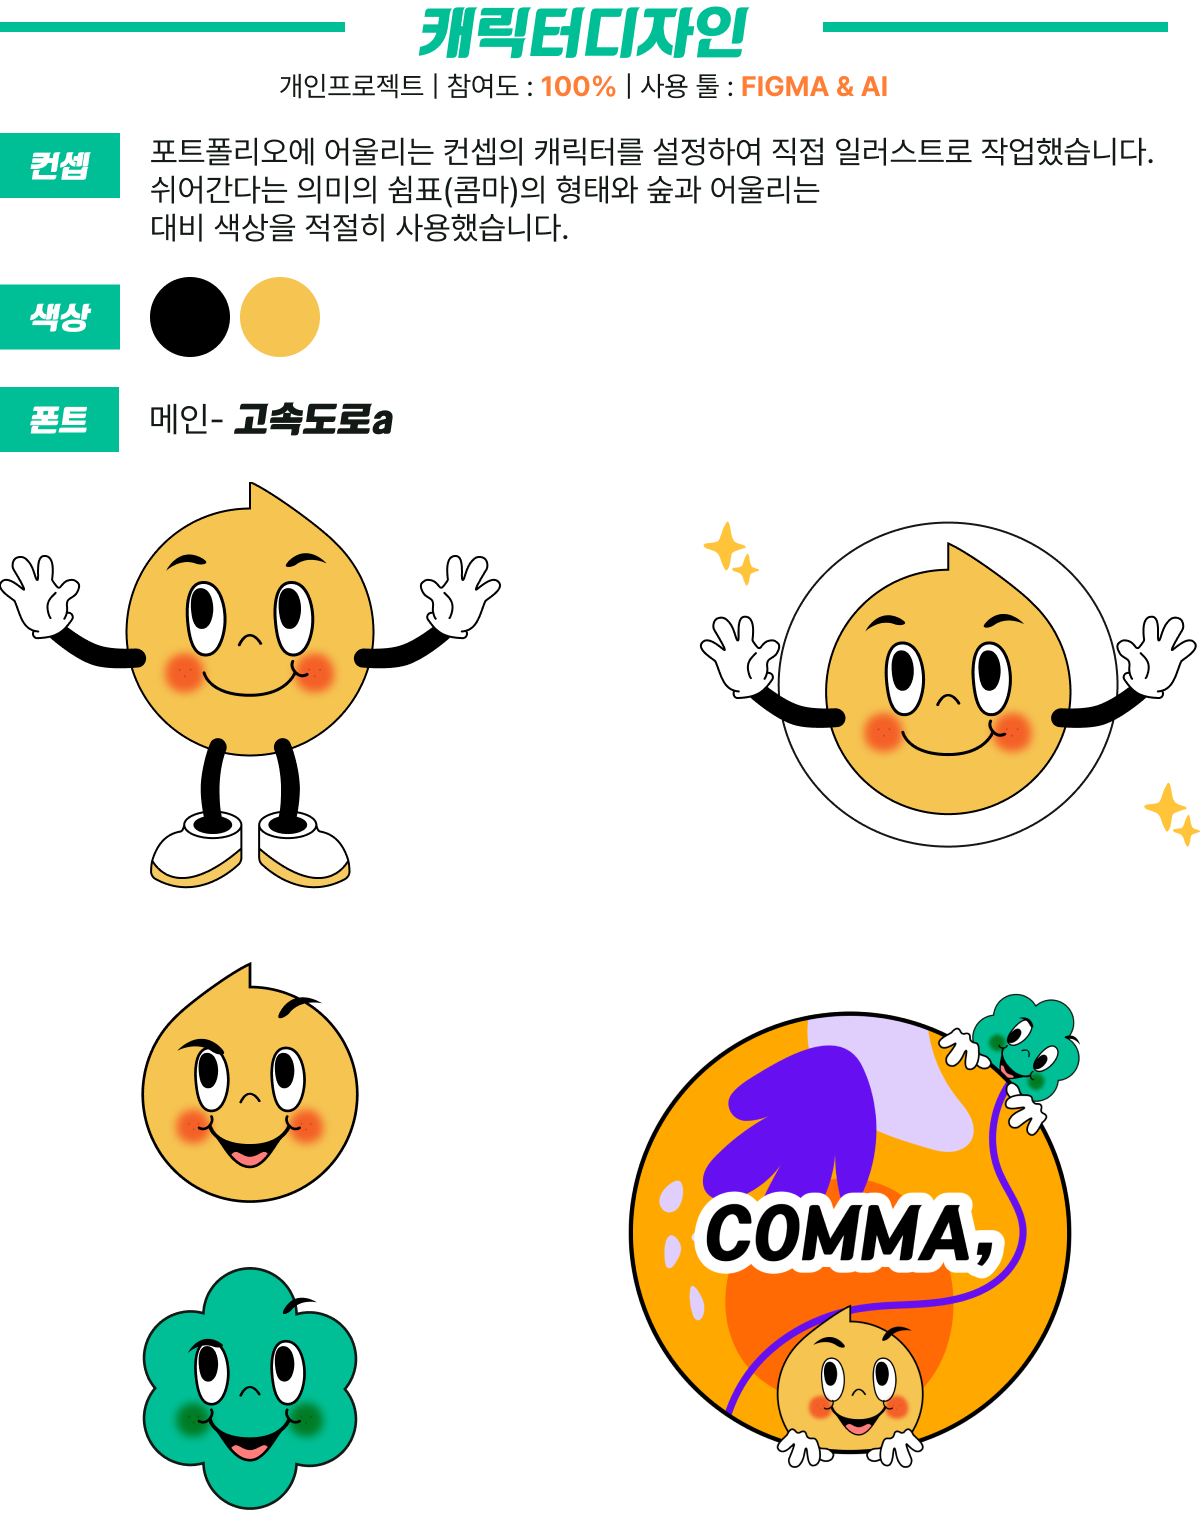 캐릭터디자인
개인프로젝트 | 참여도 : 100% | 사용 툴 : FIGMA & AI
컨셉
포트폴리오에 어울리는 컨셉의 캐릭터를 설정하여 직접 일러스트로 작업했습니다.
쉬어간다는 의미의 쉼표(콤마)의 형태와 숲과 어울리는
대비 색상을 적절히 사용했습니다.
색상
폰트
메인- 고속도로a
COMMA,